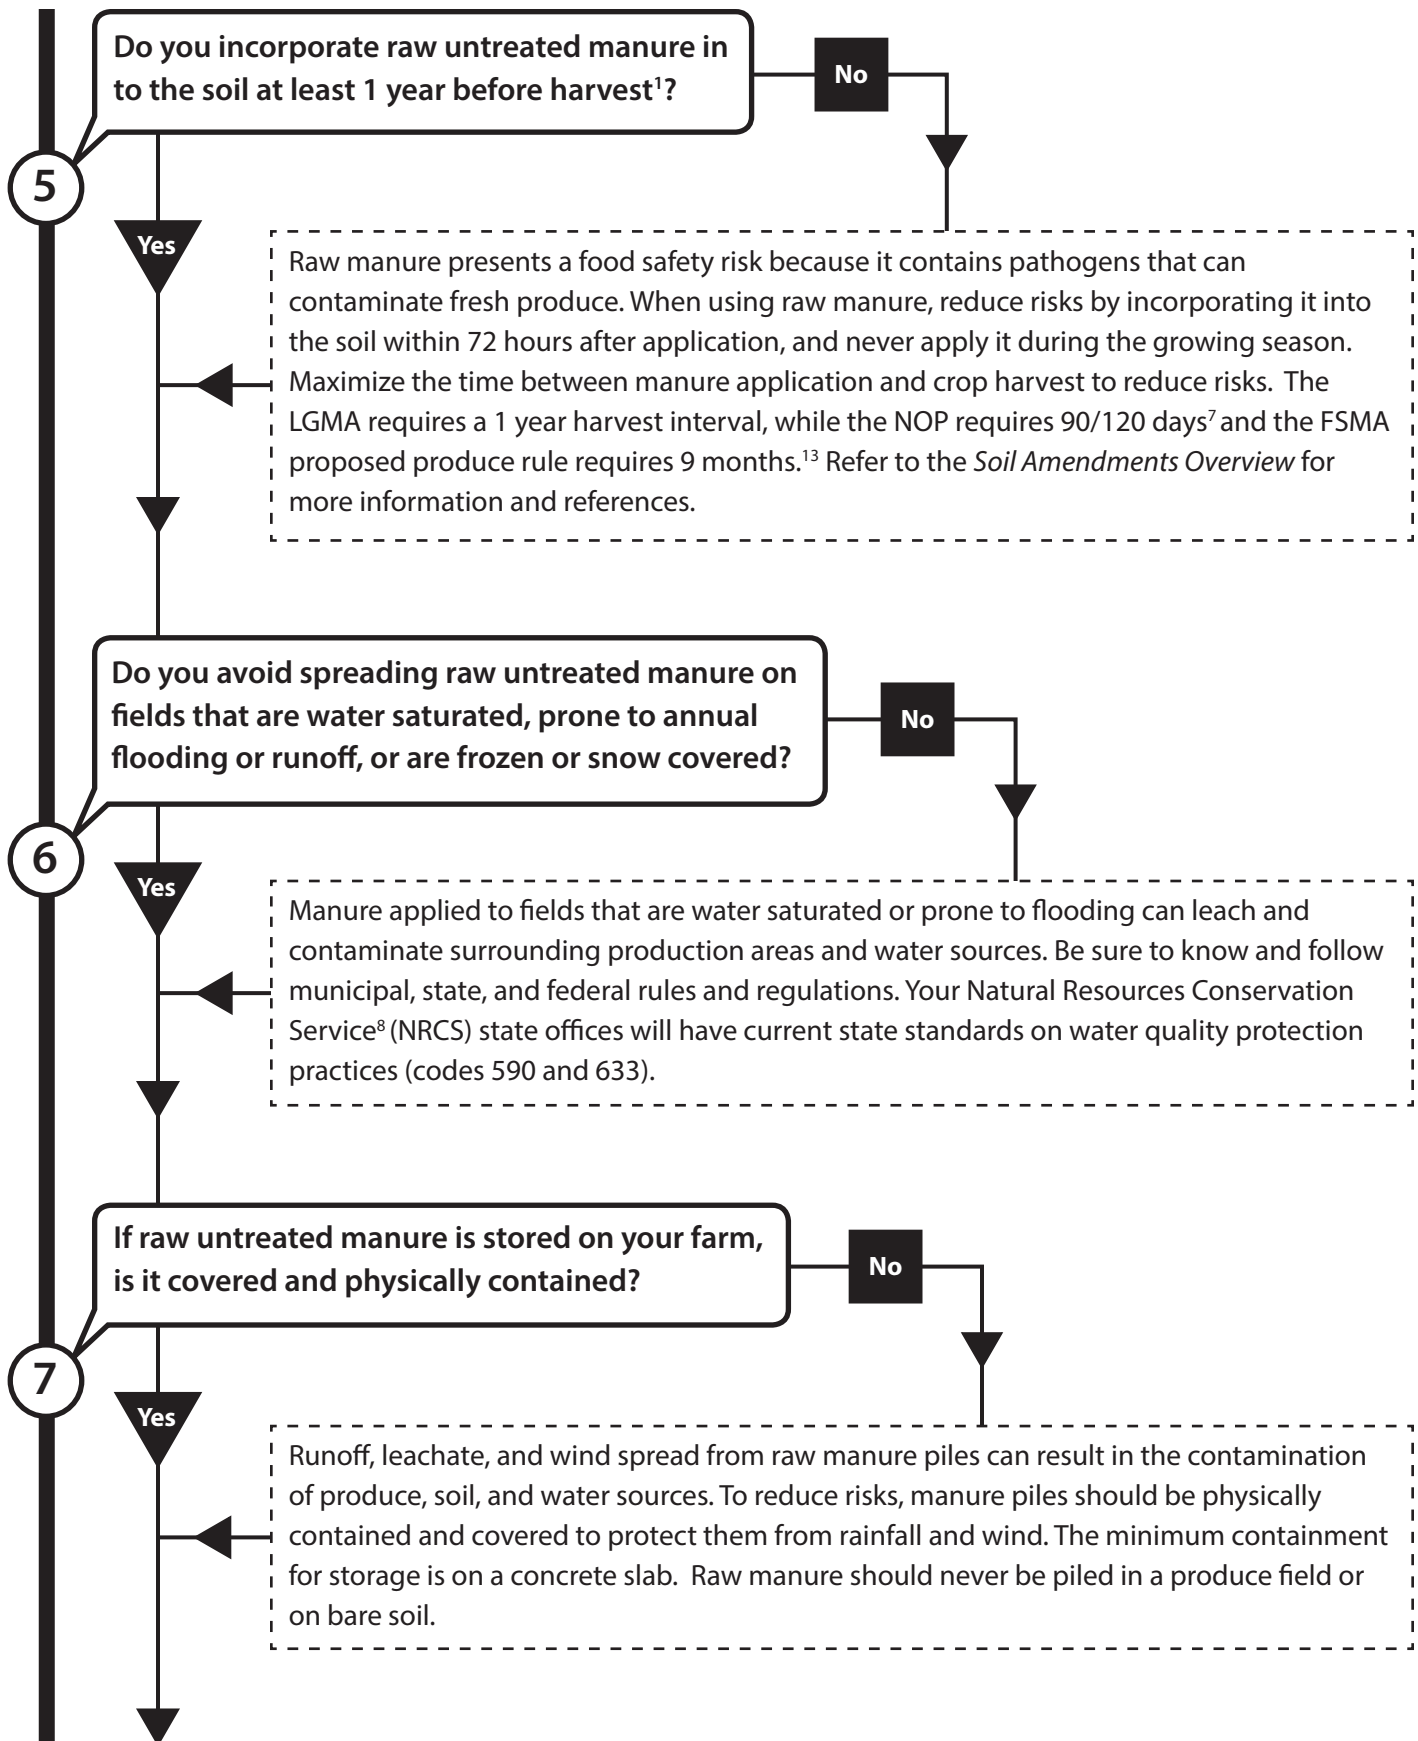 Do you incorporate raw untreated manure in
to the soil at least 1 year before harvest¹?
No
5
Yes
Raw manure presents a food safety risk because it contains pathogens that can
contaminate fresh produce. When using raw manure, reduce risks by incorporating it into
the soil within 72 hours after application, and never apply it during the growing season.
Maximize the time between manure application and crop harvest to reduce risks. The
LGMA requires a 1 year harvest interval, while the NOP requires 90/120 days⁷ and the FSMA
proposed produce rule requires 9 months.¹³ Refer to the Soil Amendments Overview for
more information and references.
Do you avoid spreading raw untreated manure on
fields that are water saturated, prone to annual
flooding or runoff, or are frozen or snow covered?
No
6
Yes
Manure applied to fields that are water saturated or prone to flooding can leach and
contaminate surrounding production areas and water sources. Be sure to know and follow
municipal, state, and federal rules and regulations. Your Natural Resources Conservation
Service⁸ (NRCS) state offices will have current state standards on water quality protection
practices (codes 590 and 633).
If raw untreated manure is stored on your farm,
is it covered and physically contained?
No
7
Yes
Runoff, leachate, and wind spread from raw manure piles can result in the contamination
of produce, soil, and water sources. To reduce risks, manure piles should be physically
contained and covered to protect them from rainfall and wind. The minimum containment
for storage is on a concrete slab. Raw manure should never be piled in a produce field or
on bare soil.